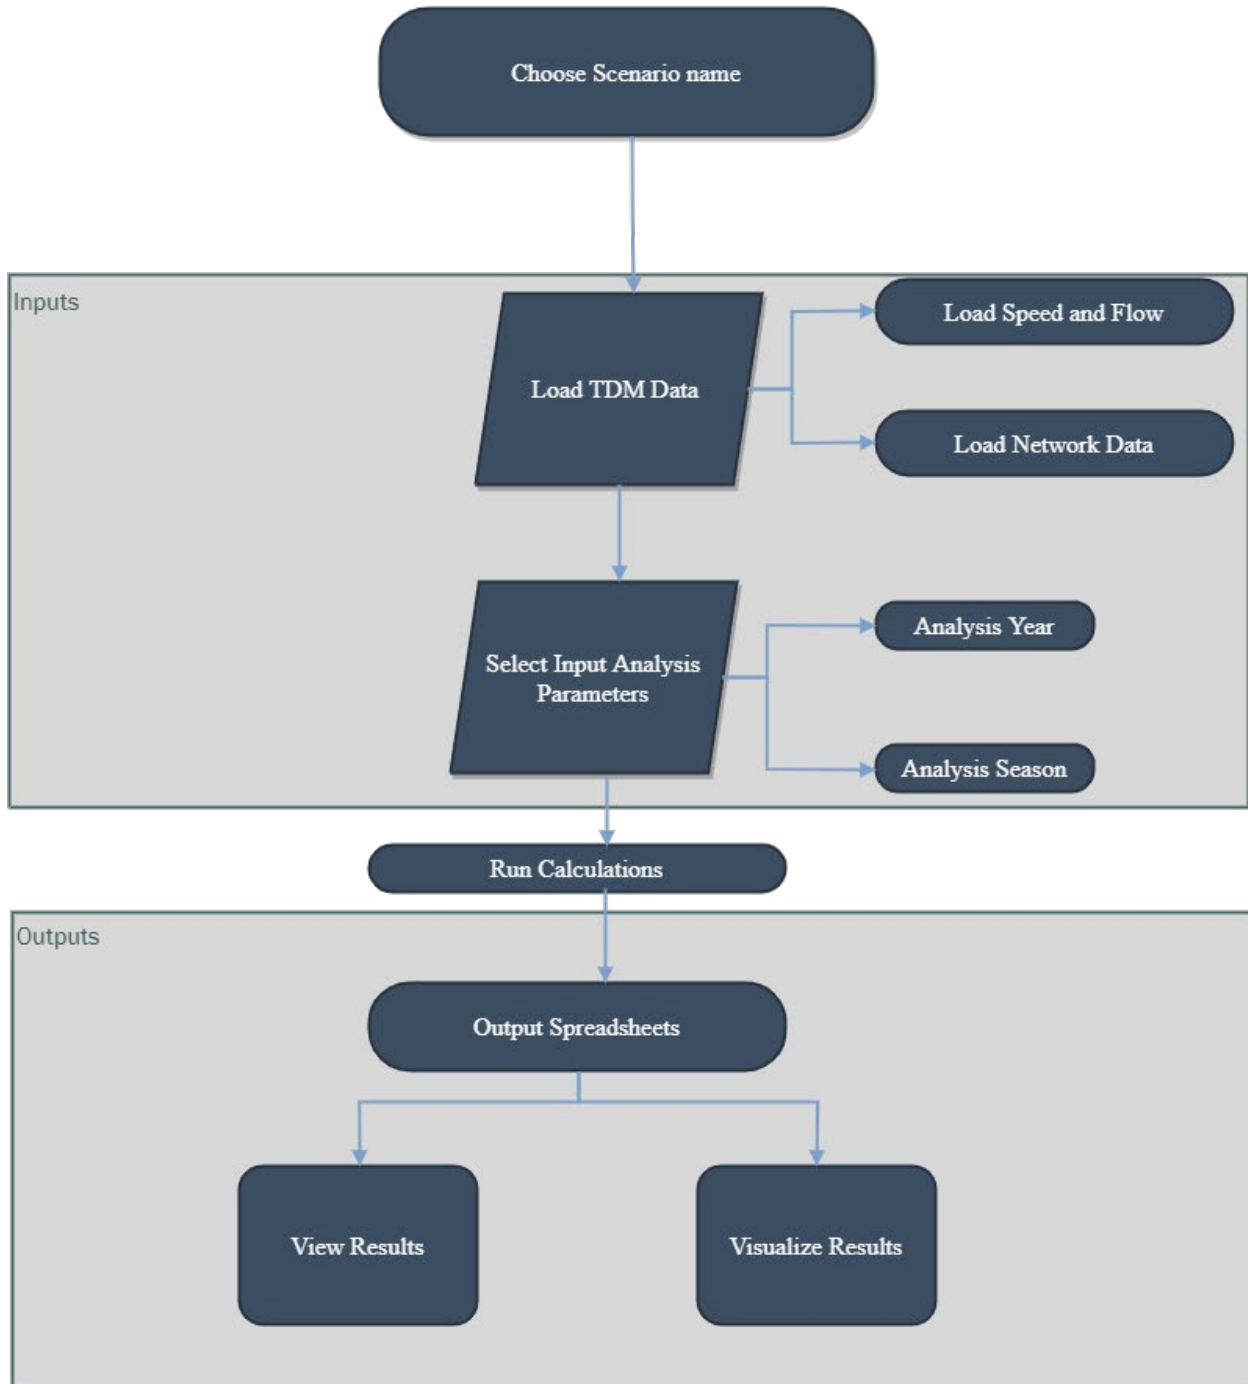 Choose Scenario name
Inputs
Load TDM Data
Load Speed and Flow
Load Network Data
Select Input Analysis
Parameters
Analysis Year
Analysis Season
Run Calculations
Outputs
Output Spreadsheets
View Results
Visualize Results